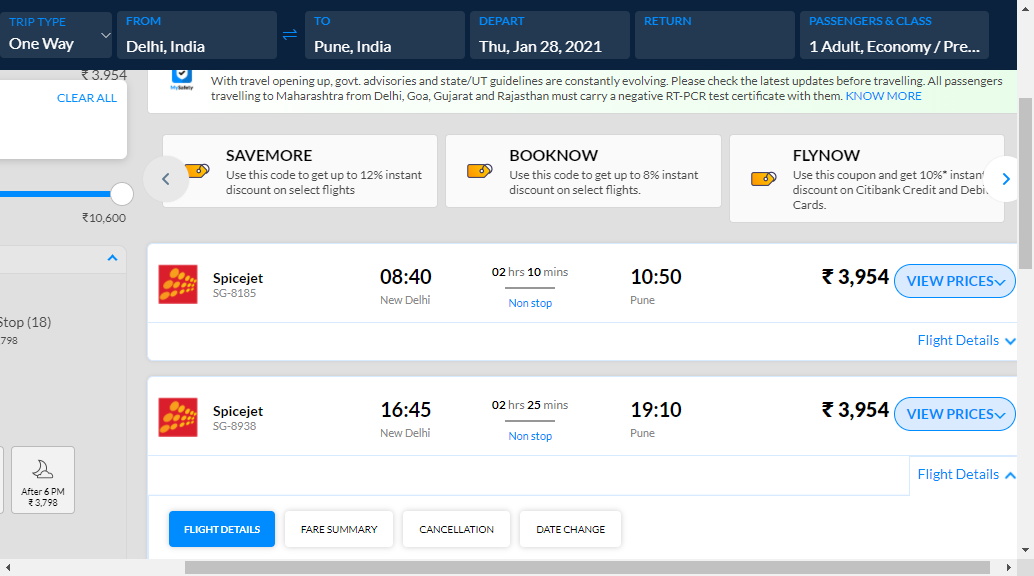 TRIP TYPE
One Way
FROM
Delhi, India
TO
Pune, India
DEPART
Thu, Jan 28, 2021
RETURN
PASSENGERS & CLASS
1 Adult, Economy / Pre...
₹ 3,954
CLEAR ALL
₹10,600
Stop (18)
798
After 6 PM
₹ 3,798
MySafety
With travel opening up, govt. advisories and state/UT guidelines are constantly evolving. Please check the latest updates before travelling. All passengers
travelling to Maharashtra from Delhi, Goa, Gujarat and Rajasthan must carry a negative RT-PCR test certificate with them. KNOW MORE
SAVEMORE
Use this code to get up to 12% instant
discount on select flights
BOOKNOW
Use this code to get up to 8% instant
discount on select flights.
FLYNOW
Use this coupon and get 10%* instant
discount on Citibank Credit and Debit
Cards.
Spicejet
SG-8185
08:40
New Delhi
02 hrs 10 mins
Non stop
10:50
Pune
₹ 3,954
VIEW PRICES
Flight Details
Spicejet
SG-8938
16:45
New Delhi
02 hrs 25 mins
Non stop
19:10
Pune
₹ 3,954
VIEW PRICES
Flight Details
FLIGHT DETAILS
FARE SUMMARY
CANCELLATION
DATE CHANGE